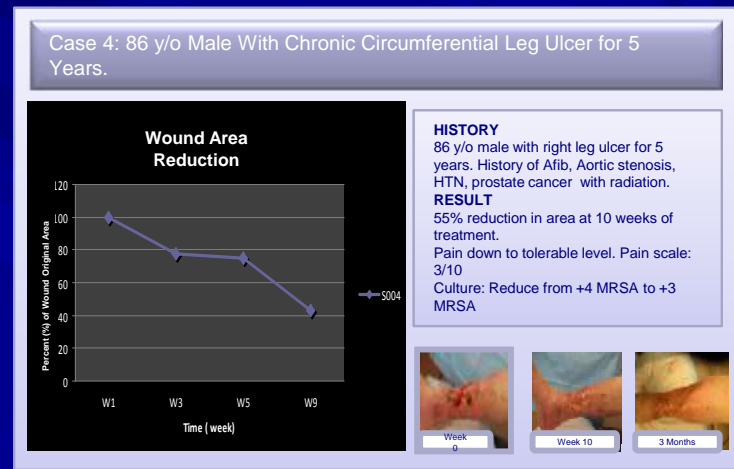 Case 4: 86 y/o Male With Chronic Circumferential Leg Ulcer for 5
Years.
Wound Area
Reduction
Percent (%) of Wound Original Area
120
100
80
60
40
20
0
W1 W3 W5 W9
Time ( week)
S004
HISTORY
86 y/o male with right leg ulcer for 5
years. History of Afib, Aortic stenosis,
HTN, prostate cancer with radiation.
RESULT
55% reduction in area at 10 weeks of
treatment.
Pain down to tolerable level. Pain scale:
3/10
Culture: Reduce from +4 MRSA to +3
MRSA
Week
0
Week 10
3 Months